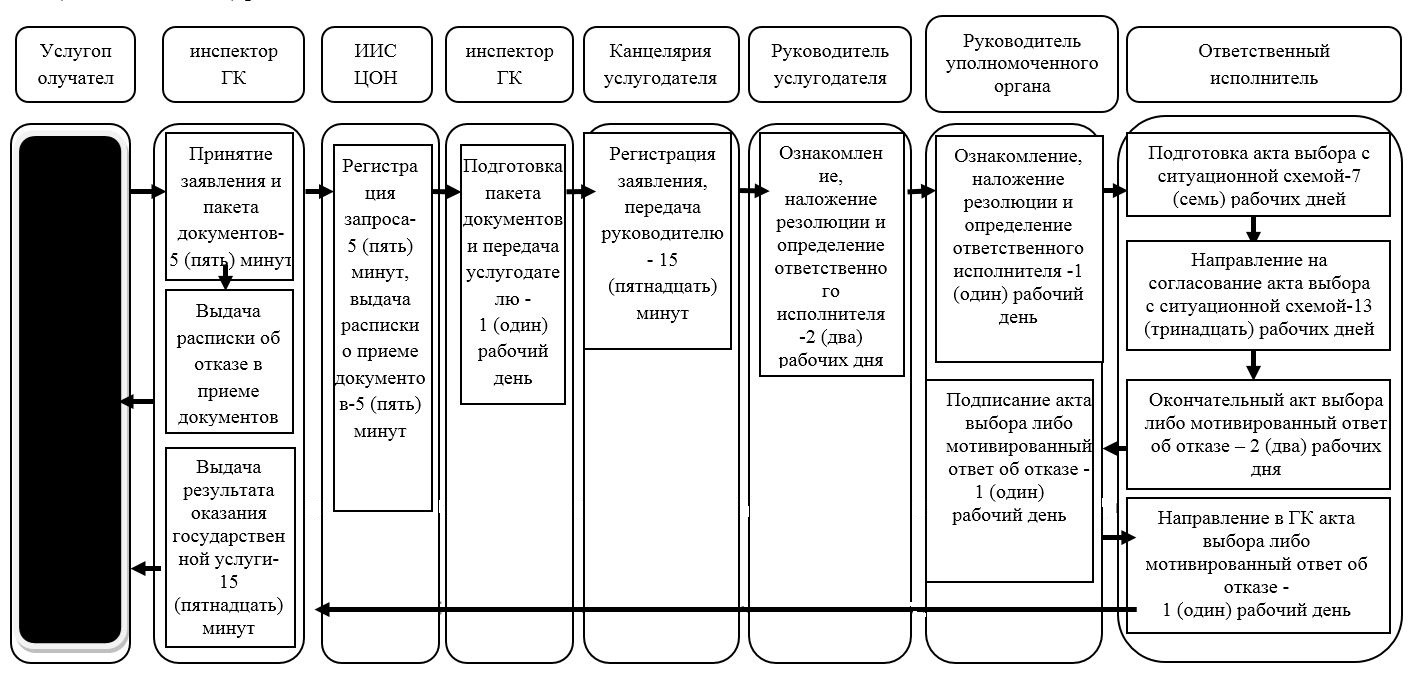 Услугоп
олучател
инспектор
ГК
ИИС
ЦОН
инспектор
ГК
Канцелярия
услугодателя
Руководитель
услугодателя
Руководитель
уполномоченного
органа
Ответственный
исполнитель
Принятие
заявления и
пакета
документов-
5 (пять) минут
Выдача
расписки об
отказе в
приеме
документов
Выдача
результата
оказания
государствен
ной услуги-
15
(пятнадцать)
минут
Регистра
ция
запроса-
5 (пять)
минут,
выдача
расписки
о приеме
документо
в-5 (пять)
минут
Подготовка
пакета
документов
и передача
услугодате
лю -
1 (один)
рабочий
день
Регистрация
заявления,
передача
руководителю
- 15
(пятнадцать)
минут
Ознакомлен
ие,
наложение
резолюции и
определение
ответственно
го
исполнителя
-2 (два)
рабочих дня
Ознакомление,
наложение
резолюции и
определение
ответственного
исполнителя -1
(один) рабочий
день
Подписание акта
выбора либо
мотивированный
ответ об отказе -
1 (один)
рабочий день
Подготовка акта выбора с
ситуационной схемой-7
(семь) рабочих дней
Направление на
согласование акта выбора
с ситуационной схемой-13
(тринадцать) рабочих дней
Окончательный акт выбора
либо мотивированный ответ
об отказе – 2 (два) рабочих
дня
Направление в ГК акта
выбора либо
мотивированный ответ об
отказе -
1 (один) рабочий день